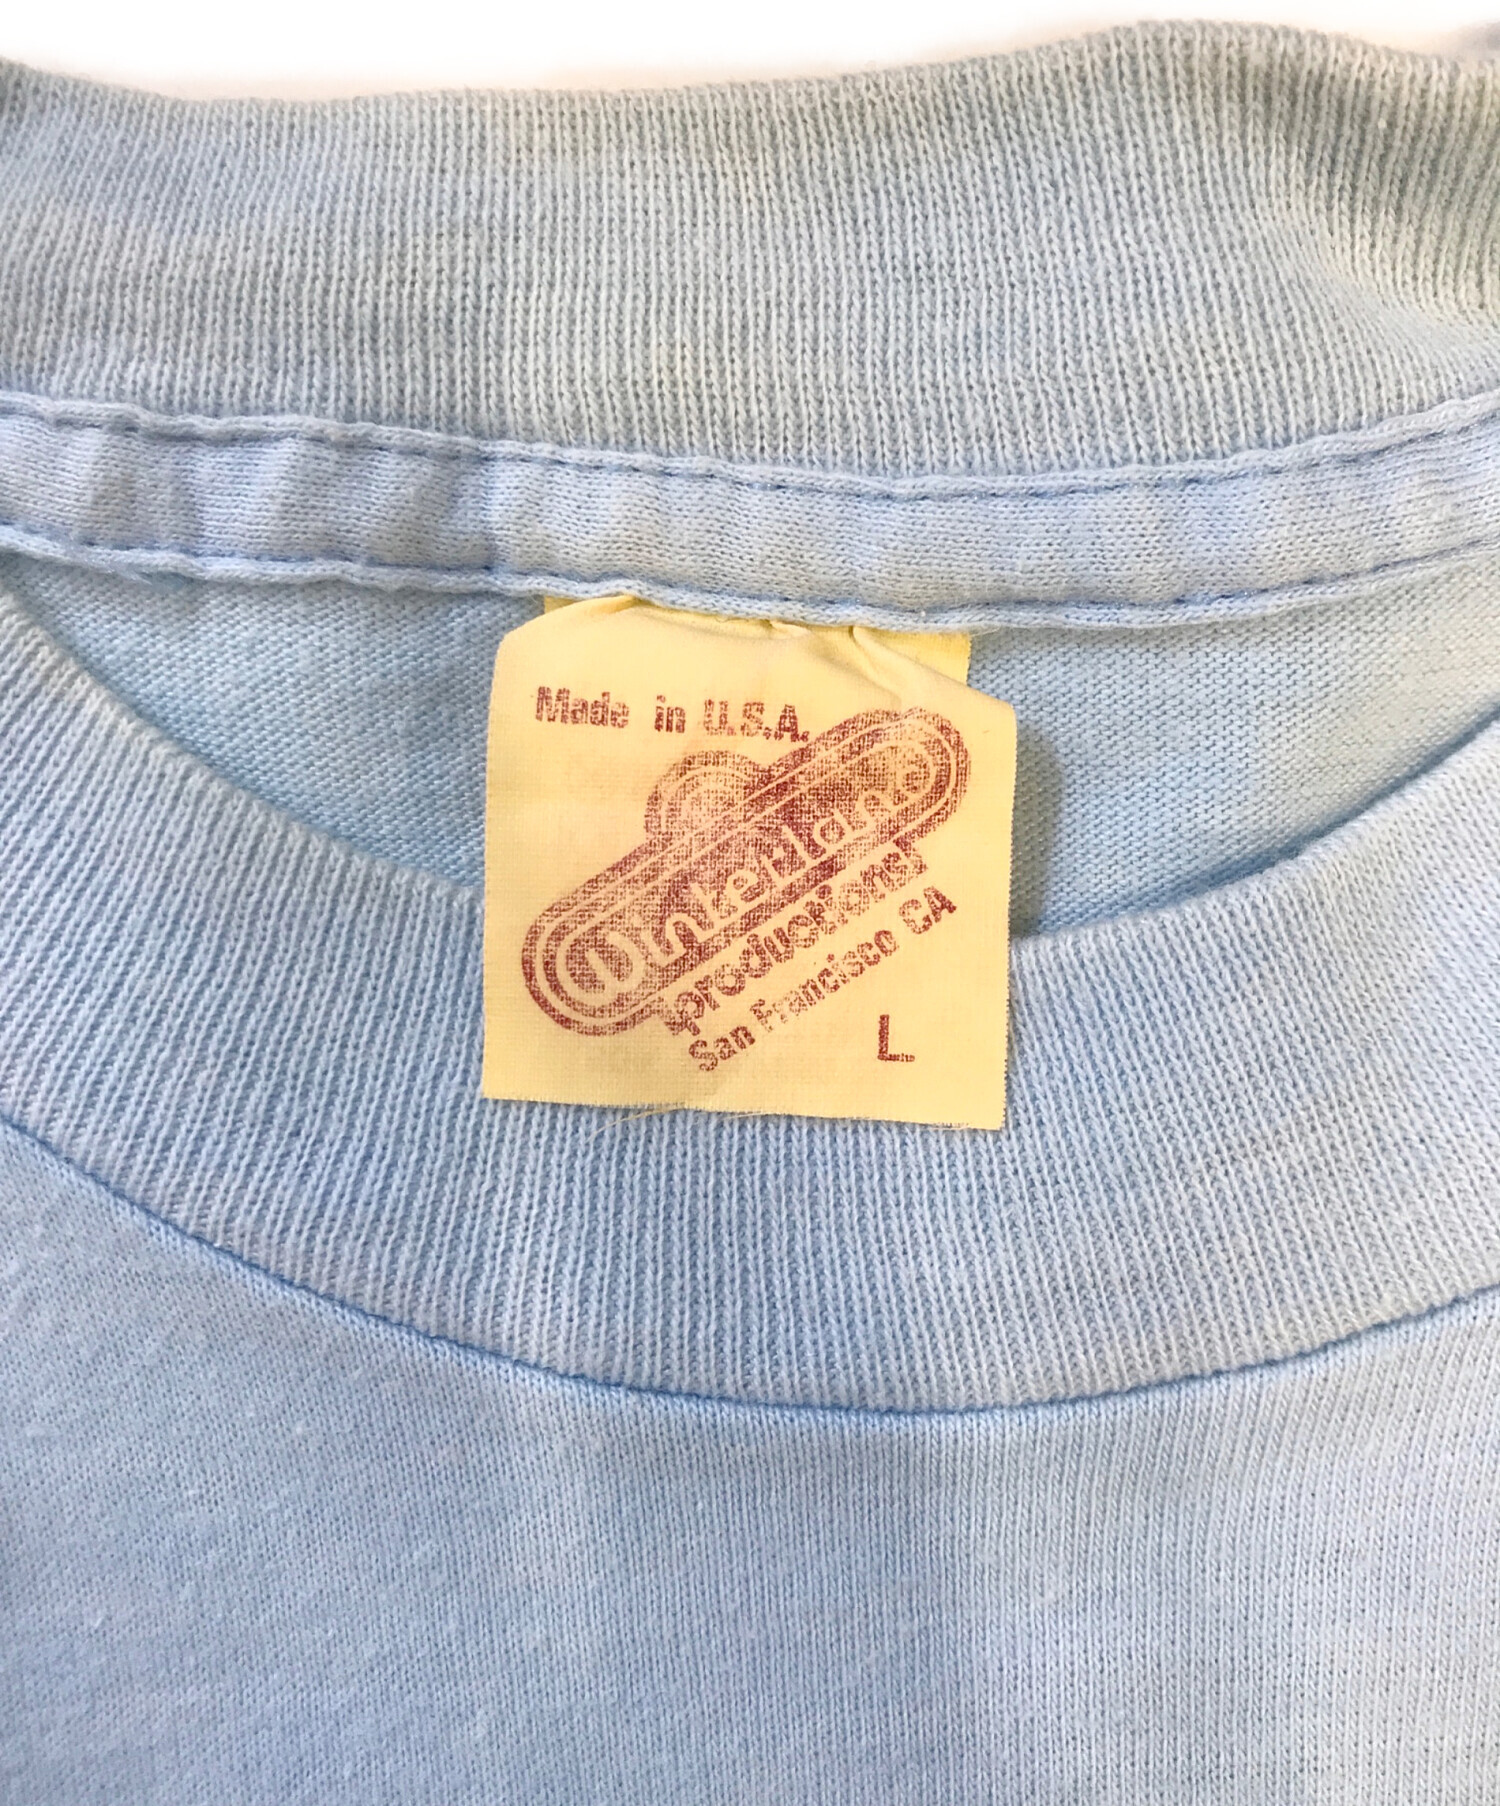 Made in U.S.A.
Winterland
productions
San Francisco CA
L